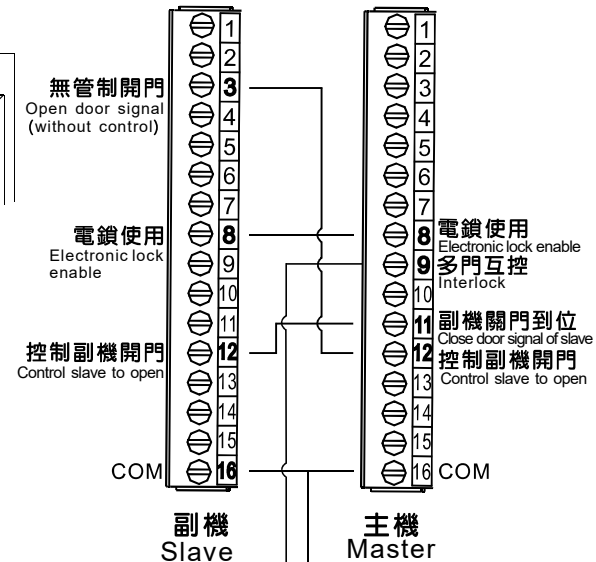 1
2
無管制開門 3
Open door signal
(without control)
4
5
6
7
電鎖使用 8
Electronic lock
enable
9
10
11
控制副機開門 12
Control slave to open
13
14
15
COM 16
副機
Slave
1
2
3
4
5
6
7
8 電鎖使用
Electronic lock enable
9 多門互控
Interlock
10
11 副機關門到位
Close door signal of slave
12 控制副機開門
Control slave to open
13
14
15
16 COM
主機
Master